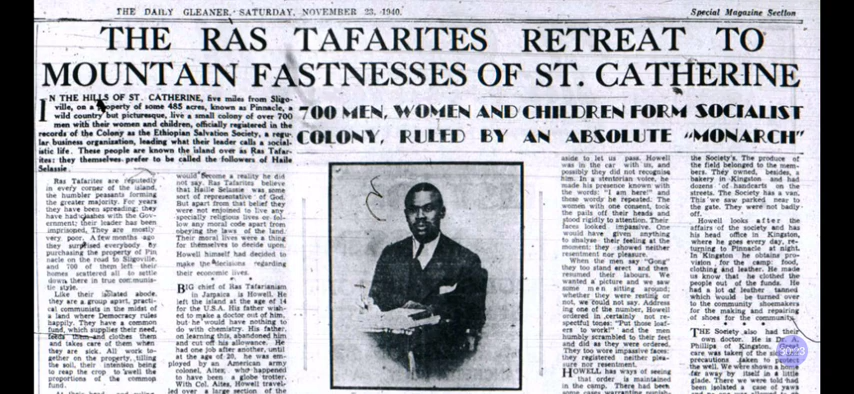 THE DAILY GLEANER, SATURDAY, NOVEMBER 23, 1940.
Special Magazine Section
THE RAS TAFARITES RETREAT TO
MOUNTAIN FASTNESSES OF ST. CATHERINE
700 MEN, WOMEN AND CHILDREN FORM SOCIALIST
COLONY, RULED BY AN ABSOLUTE "MONARCH"
IN THE HILLS OF ST. CATHERINE, five miles from Sligo-
ville, on a property of some 485 acres, known as Pinnacle, a
wild country but picturesque, live a small colony of over 700
men with their women and children, officially registered in the
records of the Colony as the Ethiopian Salvation Society, a regu-
lar business organization, leading what their leader calls a social-
istic life. These people are known the island over as Ras Tafar-
ites: they themselves prefer to be called the followers of Haile
Selassie.
Ras Tafarites are reputedly
in every corner of the island,
the humbler peasants forming
the greater majority. For years
they have been spreading; they
have had clashes with the Gov-
ernment; their leader has been
imprisoned. They are mostly
very poor. A few months ago
they surprised everybody by
purchasing the property of Pin
nacle on the road to Sligoville,
and 700 of them left their
homes scattered all to settle
down there in true communis-
tic style.
Like their isolated abode,
they are a group apart, practi-
cal communists in the midst of
a land where Democracy rules
happily. They have a common
fund, which supplies their need,
feeds them and clothes them
and takes care of them when
they are sick. All work to-
gether on the property, tilling
the soil, their intention being
to reap the crop to swell the
proportions of the common
fund.
would become a reality he did
not say. Ras Tafarites believe
that Hailie Selassie was some
sort of representative of God.
But apart from that belief they
were not enjoined to live any
specially religious lives or fol-
low any moral code apart from
obeying the laws of the land.
Their moral lives were a thing
for themselves to decide upon.
Howell himself had decided to
make the decisions regarding
their economic lives.
BIG chief of Ras Tafarianism
in Jamaica is Howell. He
left the island at the age of 14
for the U.S.A. His father wish-
ed to make a doctor out of him,
but he would have nothing to
do with chemistry. His father,
on learning this, abandoned him
and cut off his allowance. He
had one job after another, until
at the age of 20, he was em-
ployed by an American army
colonel, Aites, who happened
to have been a globe trotter.
With Col. Aites, Howell travel-
led over a large section of the
aside to let us pass. Howell
was in the car with us, and
possibly they did not recognise
him. In a stentorian voice, he
made his presence known with
the words: "I am here!" and
these words he repeated. The
women with one consent, took
the pails off their heads and
stood rigidly to attention. Their
faces looked impassive. One
would have given anything
to analyse their feeling at the
moment; they showed neither
resentment nor pleasure.
When the men say "Gong"
they too stand erect and then
resumed their labours. We
wanted a picture and we saw
some men sitting around;
whether they were resting or
not, we could not say. Address
ing one of the number, Howell
ordered in certainly not re-
spectful tones: "Put those loaf-
ers to work!" and the men
humbly scrambled to their feet
and did as they were ordered.
They too wore impassive faces:
they registered neither plea-
sure nor resentment.
HOWELL has ways of seeing
that order is maintained
in the camp. There had been
the Society's. The produce of
the field belonged to the mem-
bers. They owned, besides, a
bakery in Kingston and had
dozens of handcarts on the
streets. The Society has a van.
This we saw parked near to
the gate. They were not badly
off.
Howell looks after the
affairs of the society and has
his head office in Kingston,
where he goes every day, re-
turning to Pinnacle at night.
In Kingston he obtains pro-
vision for the camp: food,
clothing and leather. He made
us know that he clothed the
people out of the funds. He
had a lot of leather tanned
which would be turned over
to the community shoemakers
for the making and repairing
of shoes for the community.
THE Society also had their
own doctor. He is Dr. A.
Phillips of Kingston. Great
care was taken of the sick and
precautions taken to protect
the well. We were shown a home
far away by itself in a little
glade. There we were told had
been isolated a case of yaws